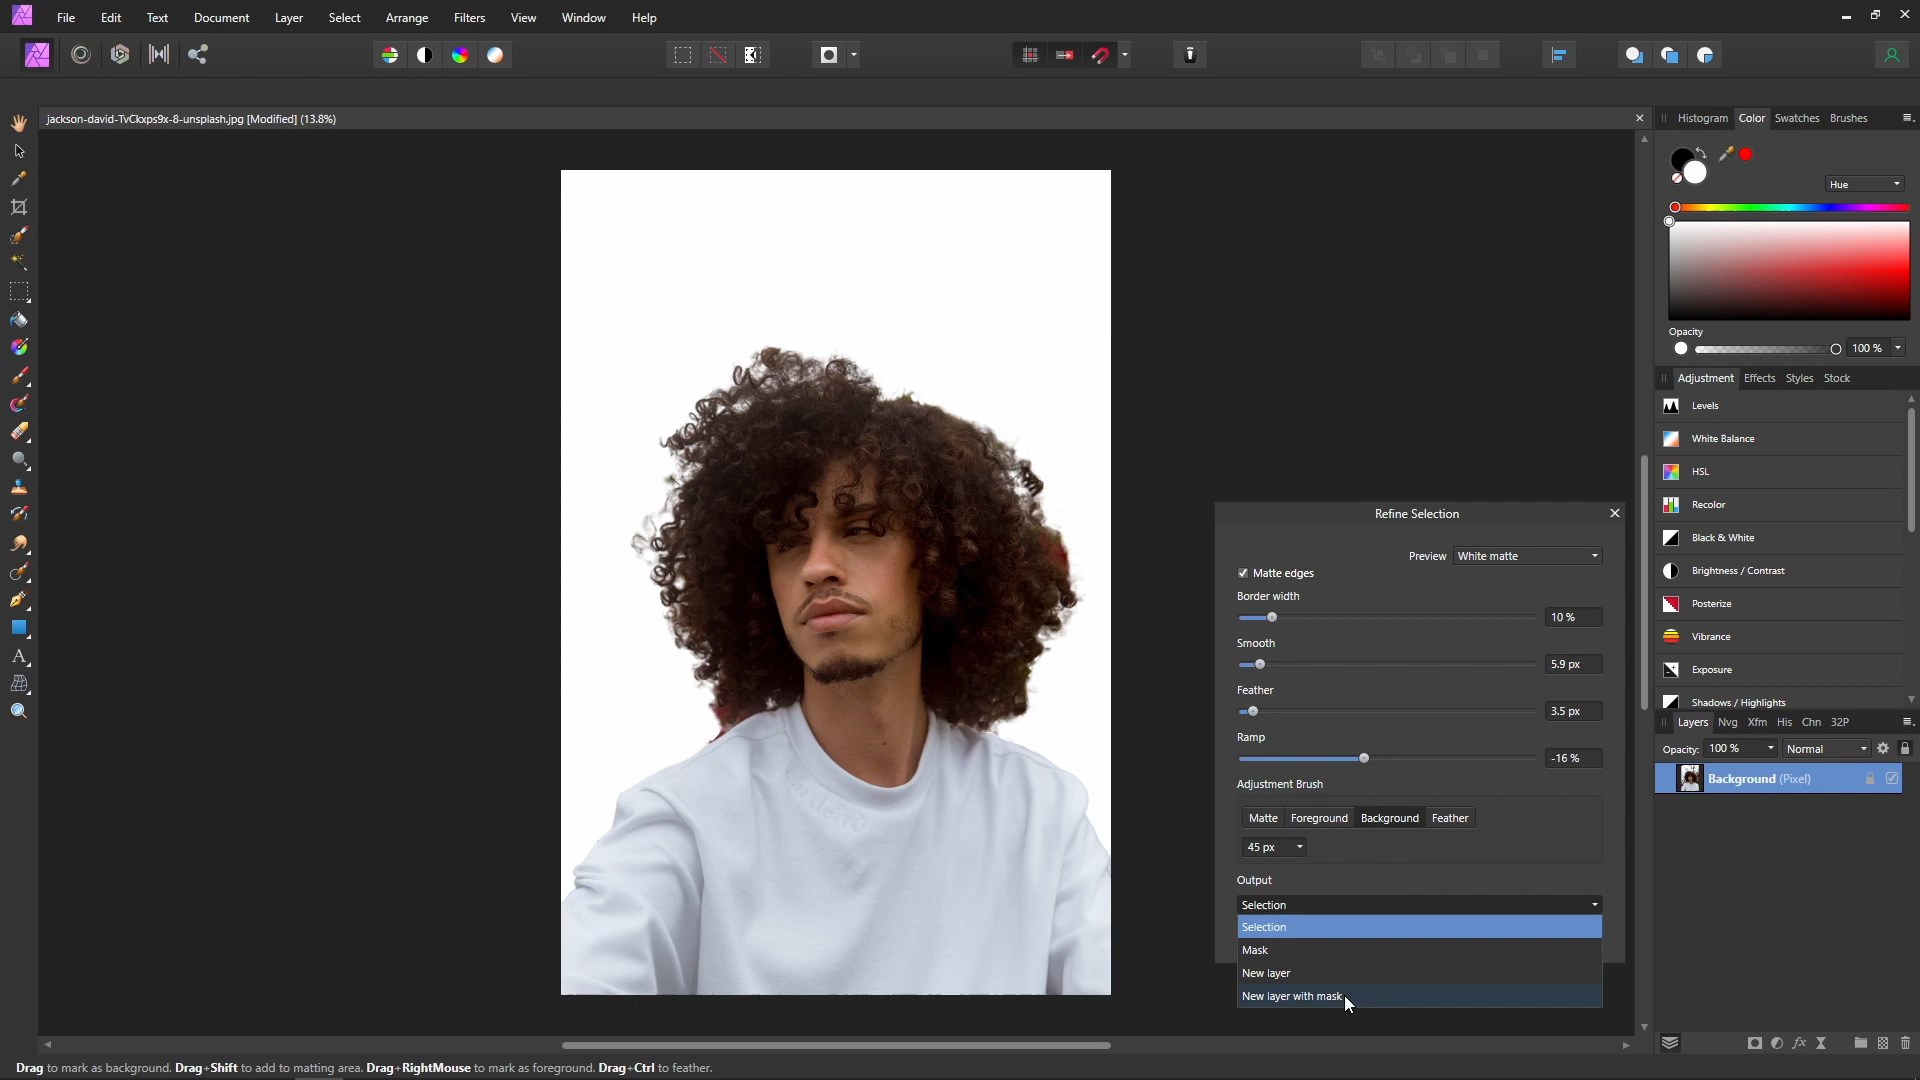 File Edit Text Document Layer Select Arrange Filters View Window Help
jackson-david-TvCkxps9x-8-unsplash.jpg [Modified] (13.8%)
Histogram Color Swatches Brushes
Hue
Opacity
100 %
Adjustment Effects Styles Stock
Levels
White Balance
HSL
Recolor
Black & White
Brightness / Contrast
Posterize
Vibrance
Exposure
Shadows / Highlights
Layers Nvg Xfm His Chn 32P
Opacity: 100 % Normal
Background (Pixel)
fx
Refine Selection
Preview White matte
Matte edges
Border width
10 %
Smooth
5.9 px
Feather
3.5 px
Ramp
-16 %
Adjustment Brush
Matte Foreground Background Feather
45 px
Output
Selection
Selection
Mask
New layer
New layer with mask
A
Drag to mark as background. Drag+Shift to add to matting area. Drag+RightMouse to mark as foreground. Drag+Ctrl to feather.